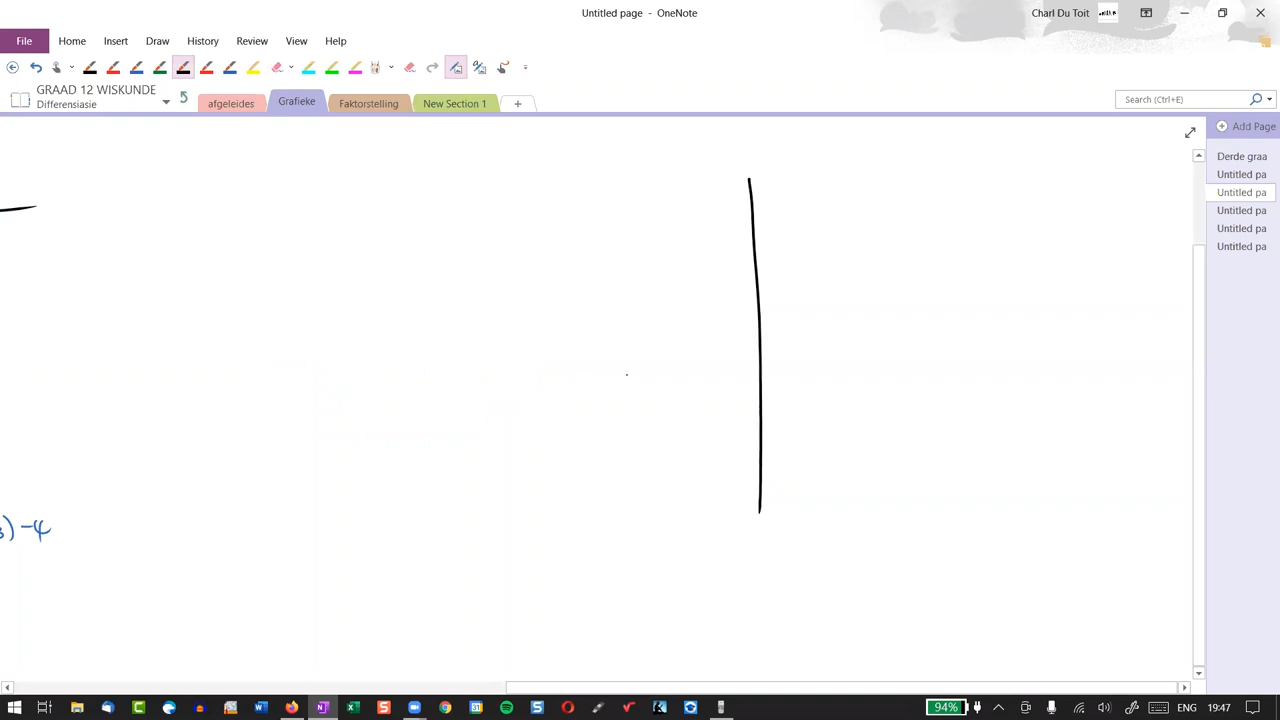 Untitled page - OneNote
Charl Du Toit
File Home Insert Draw History Review View Help
GRAAD 12 WISKUNDE
Differensiasie
afgeleides
Grafieke
Faktorstelling
New Section 1
Search (Ctrl+E)
Add Page
Derde graa
Untitled pa
Untitled pa
Untitled pa
Untitled pa
Untitled pa
) -4
94%
ENG
19:47